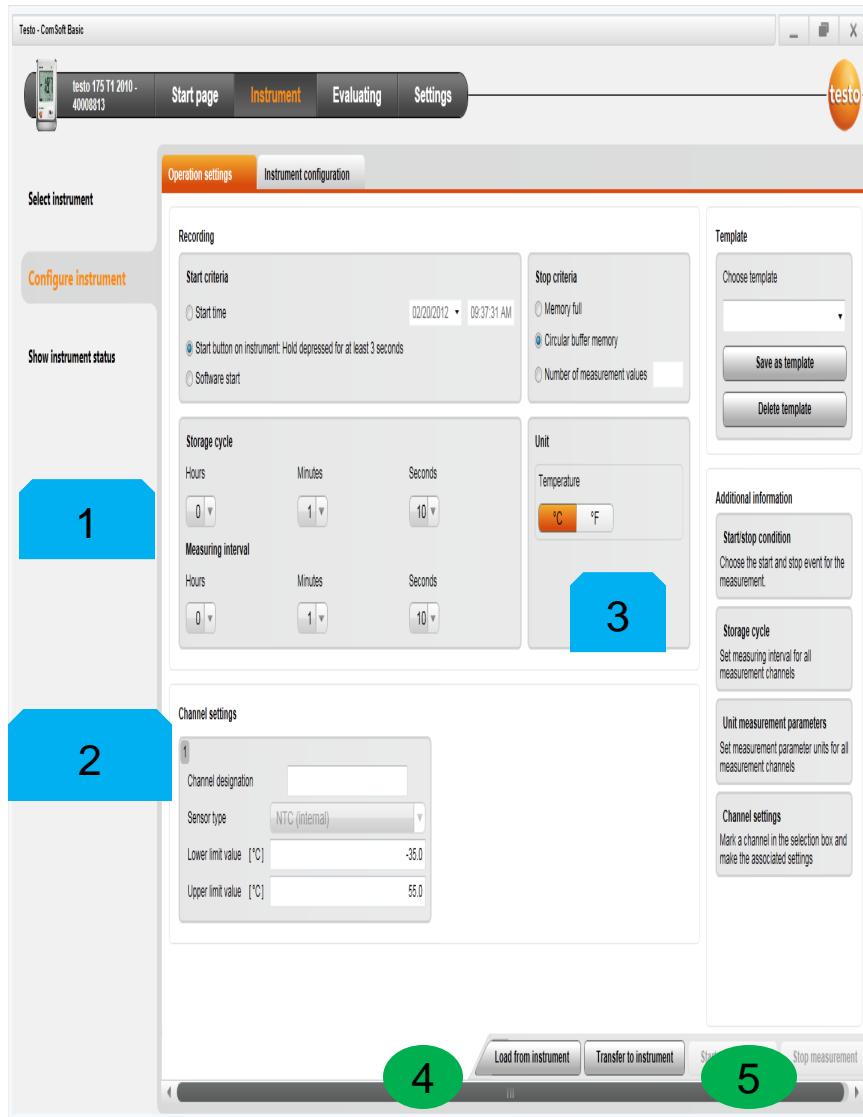 Testo - ComSoft Basic
testo 175 T1 2010 -
40008813
Start page
Instrument
Evaluating
Settings
testo
Select instrument
Configure instrument
Show instrument status
Operation settings
Instrument configuration
Recording
Start criteria
Start time
02/20/2012
09:37:31 AM
Start button on instrument: Hold depressed for at least 3 seconds
Software start
Stop criteria
Memory full
Circular buffer memory
Number of measurement values
Storage cycle
Hours
Minutes
Seconds
0
1
10
Measuring interval
Hours
Minutes
Seconds
0
1
10
Unit
Temperature
°C
°F
1
3
2
Channel settings
1
Channel designation
Sensor type
NTC (internal)
Lower limit value [°C]
-35.0
Upper limit value [°C]
55.0
Template
Choose template
Save as template
Delete template
Additional information
Start/stop condition
Choose the start and stop event for the
measurement.
Storage cycle
Set measuring interval for all
measurement channels
Unit measurement parameters
Set measurement parameter units for all
measurement channels
Channel settings
Mark a channel in the selection box and
make the associated settings
4
Load from instrument
Transfer to instrument
5
Stop measurement